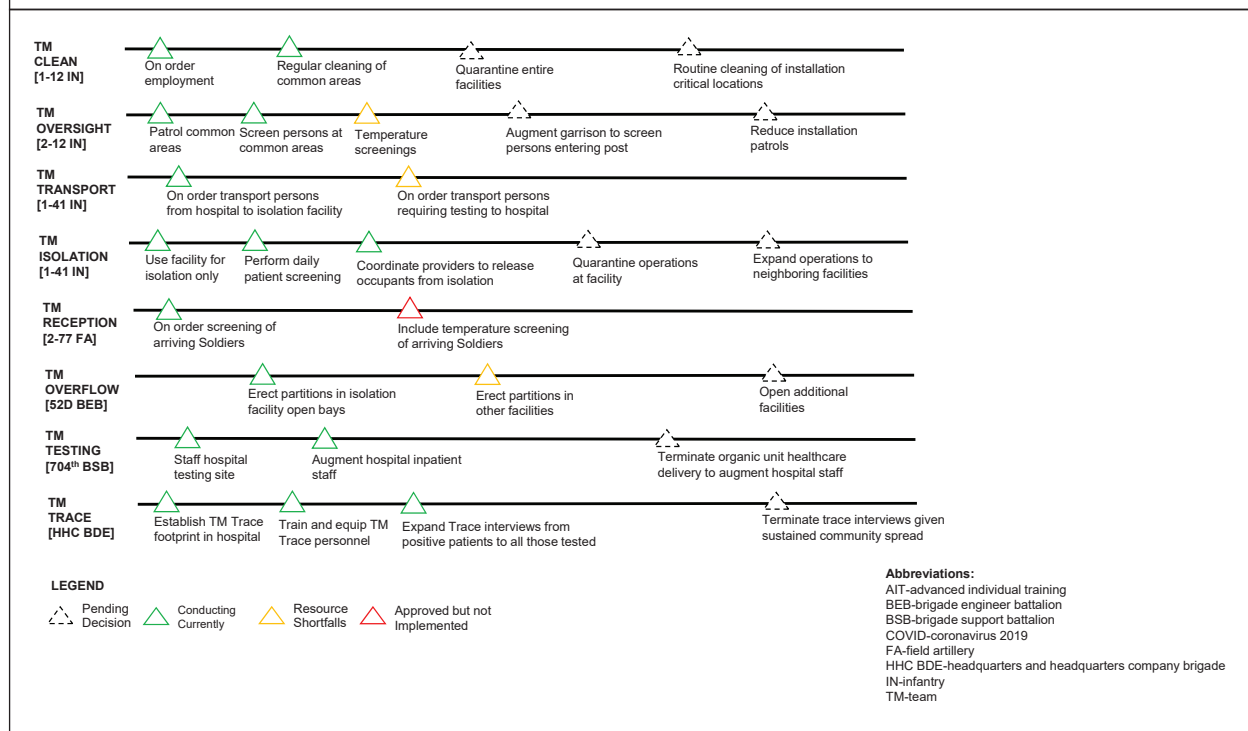 TM
CLEAN
[1-12 IN]
On order
employment
Regular cleaning of
common areas
Quarantine entire
facilities
Routine cleaning of installation
critical locations
TM
OVERSIGHT
[2-12 IN]
Patrol common
areas
Screen persons at
common areas
Temperature
screenings
Augment garrison to screen
persons entering post
Reduce installation
patrols
TM
TRANSPORT
[1-41 IN]
On order transport persons
from hospital to isolation facility
On order transport persons
requiring testing to hospital
TM
ISOLATION
[1-41 IN]
Use facility for
isolation only
Perform daily
patient screening
Coordinate providers to release
occupants from isolation
Quarantine operations
at facility
Expand operations to
neighboring facilities
TM
RECEPTION
[2-77 FA]
On order screening of
arriving Soldiers
Include temperature screening
of arriving Soldiers
TM
OVERFLOW
[52D BEB]
Erect partitions in isolation
facility open bays
Erect partitions in
other facilities
Open additional
facilities
TM
TESTING
[704th BSB]
Staff hospital
testing site
Augment hospital inpatient
staff
Terminate organic unit healthcare
delivery to augment hospital staff
TM
TRACE
[HHC BDE]
Establish TM Trace
footprint in hospital
Train and equip TM
Trace personnel
Expand Trace interviews from
positive patients to all those tested
Terminate trace interviews given
sustained community spread
LEGEND
Pending
Decision
Conducting
Currently
Resource
Shortfalls
Approved but not
Implemented
Abbreviations:
AIT-advanced individual training
BEB-brigade engineer battalion
BSB-brigade support battalion
COVID-coronavirus 2019
FA-field artillery
HHC BDE-headquarters and headquarters company brigade
IN-infantry
TM-team